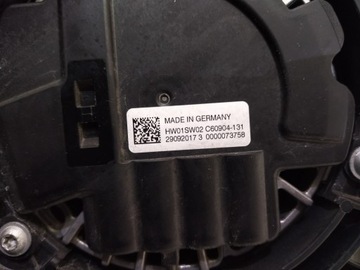 MADE IN GERMANY
HW01SW02 C60904-131
29092017 3 0000073758